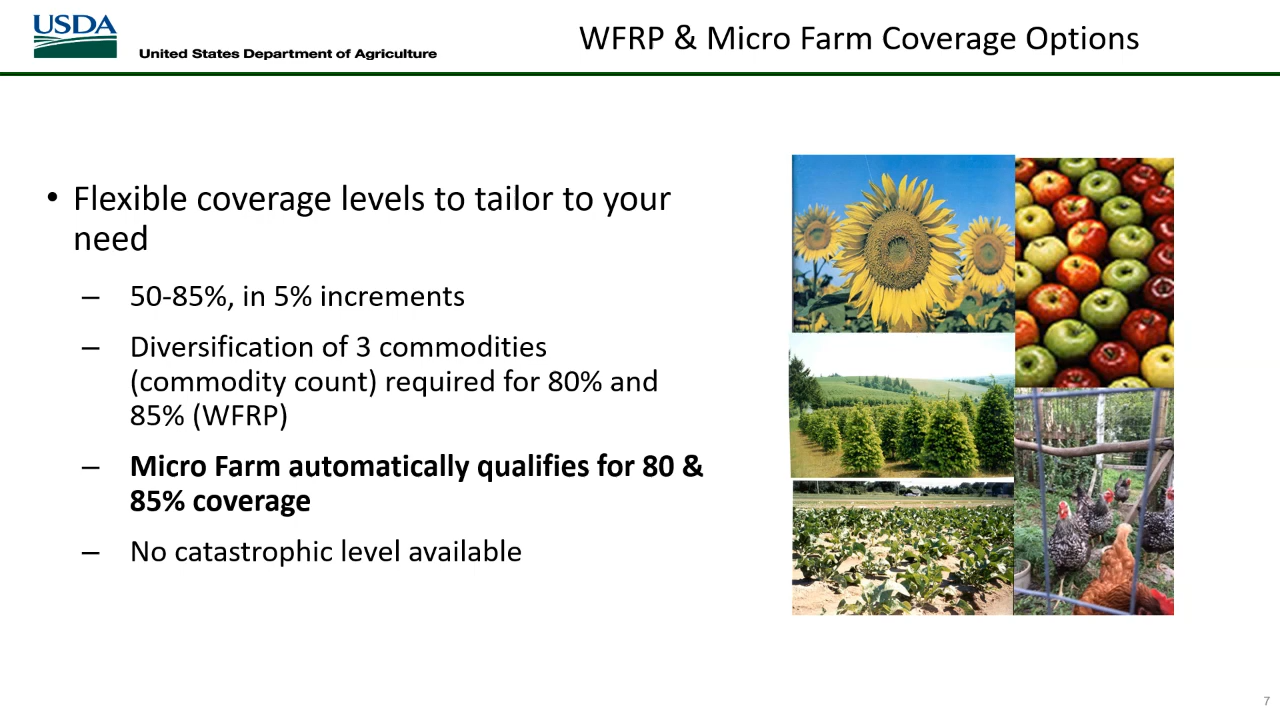 USDA
United States Department of Agriculture
WFRP & Micro Farm Coverage Options
• Flexible coverage levels to tailor to your
need
– 50-85%, in 5% increments
– Diversification of 3 commodities
(commodity count) required for 80% and
85% (WFRP)
– Micro Farm automatically qualifies for 80 &
85% coverage
– No catastrophic level available
7